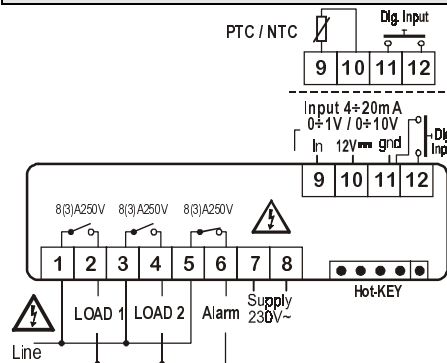 Dig. Input
PTC / NTC
9 10 11 12
Input 4÷20mA
0÷1V / 0÷10V
In 12V gnd
Dig
Inp
9 10 11 12
8(3)A250V 8(3)A250V 8(3)A250V
1 2 3 4 5 6 7 8
Hot-KEY
LOAD 1 LOAD 2 Alarm Supply
230V~
Line